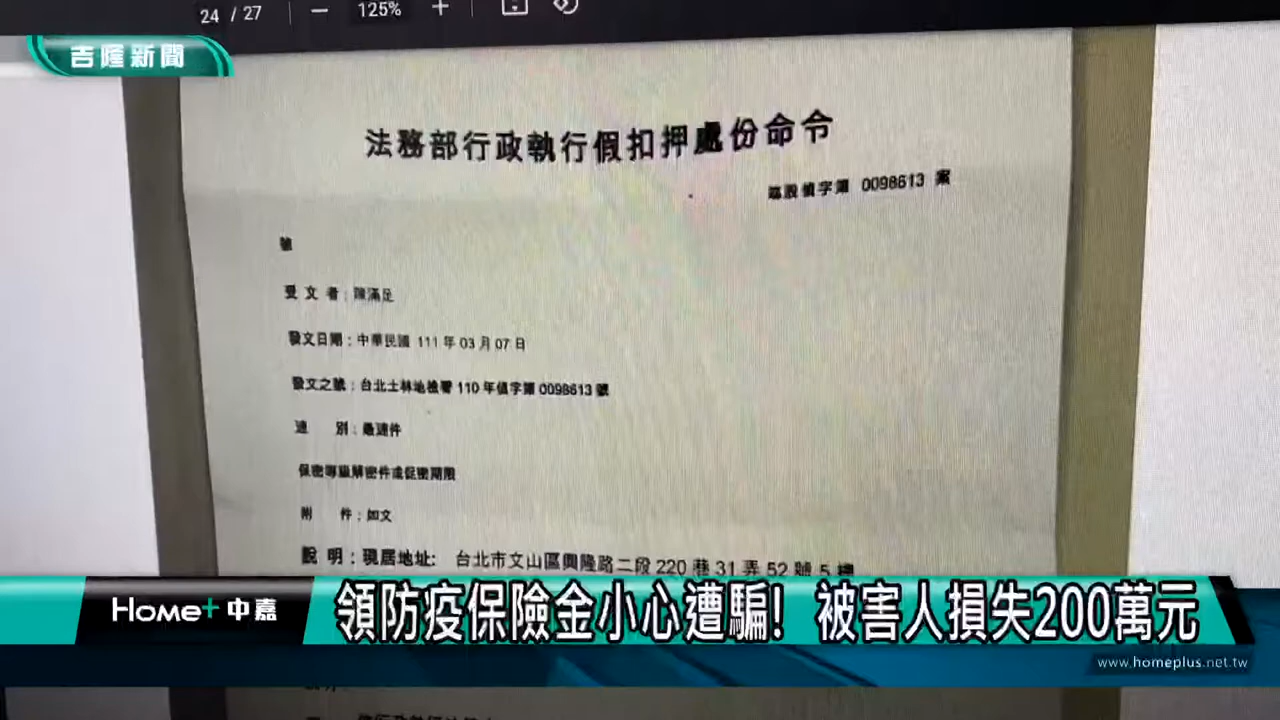 24 / 27
125%
吉隆新聞
法務部行政執行假扣押處份命令
偵字第 0098613 案
號
受 文 者：陳滿足
發文日期：中華民國 111 年 03 月 07 日
發文之號：台北士林地檢署 110 年偵字第 0098613 號
速 別：最速件
保密等級解密件或保密期限
附 件：如文
說 明：現居地址: 台北市文山區興隆路二段 220 巷 31 弄 52 號 5 樓
Home+ 中嘉
領防疫保險金小心遭騙! 被害人損失200萬元
www.homeplus.net.tw